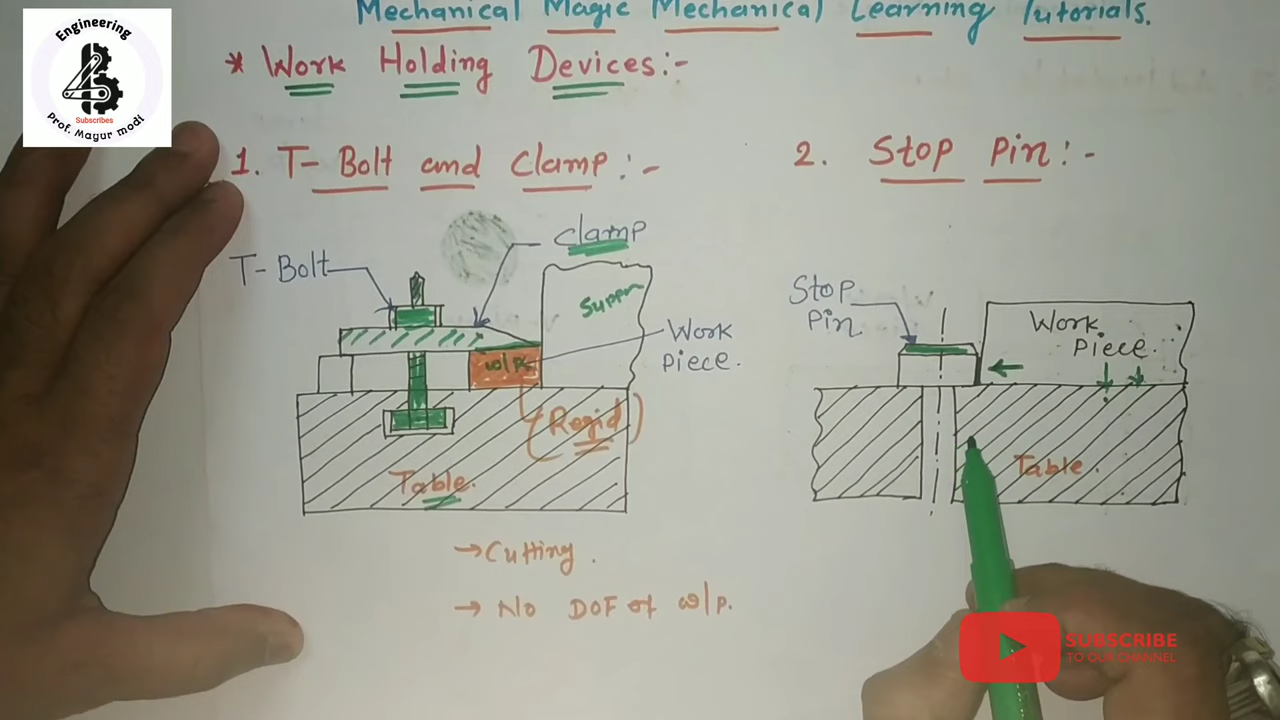 Mechanical Magic Mechanical Learning Tutorials.
Engineering
Subscribes
Prof. Mayur modi
* Work Holding Devices:-
1. T- Bolt and Clamp:-
2. Stop Pin:-
Clamp
T-Bolt
Work
Piece.
w/p
(Regid)
Table.
→ Cutting.
→ No DOF of w/p.
Stop
Pin
Work
Piece.
Table.
SUBSCRIBE
TO OUR CHANNEL